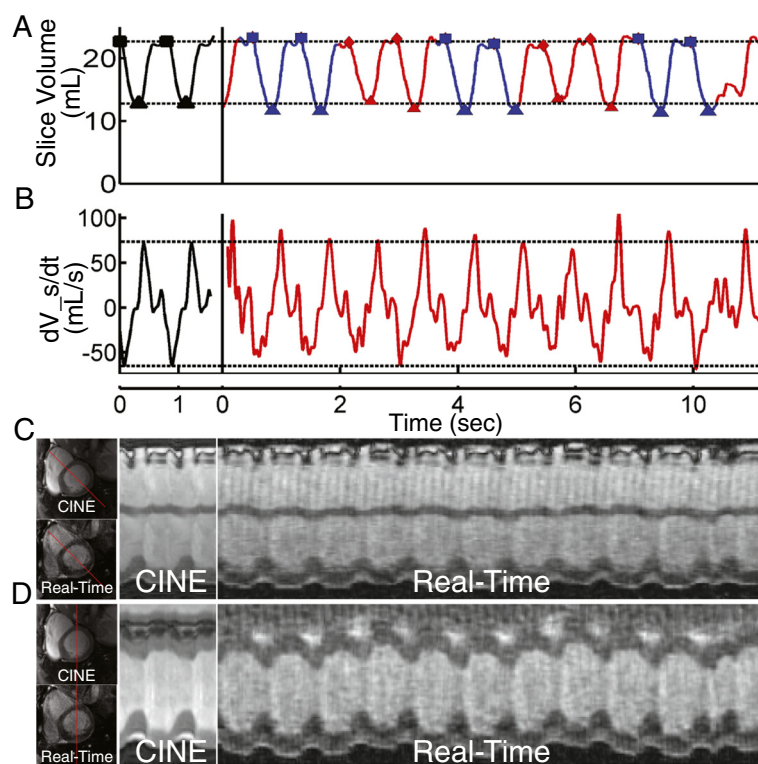 A
Slice Volume
(mL)
20
10
0
B
dV_s/dt
(mL/s)
100
50
0
-50
0 1 0 2 4 6 8 10
Time (sec)
C
CINE
Real-Time
CINE
Real-Time
D
CINE
Real-Time
CINE
Real-Time